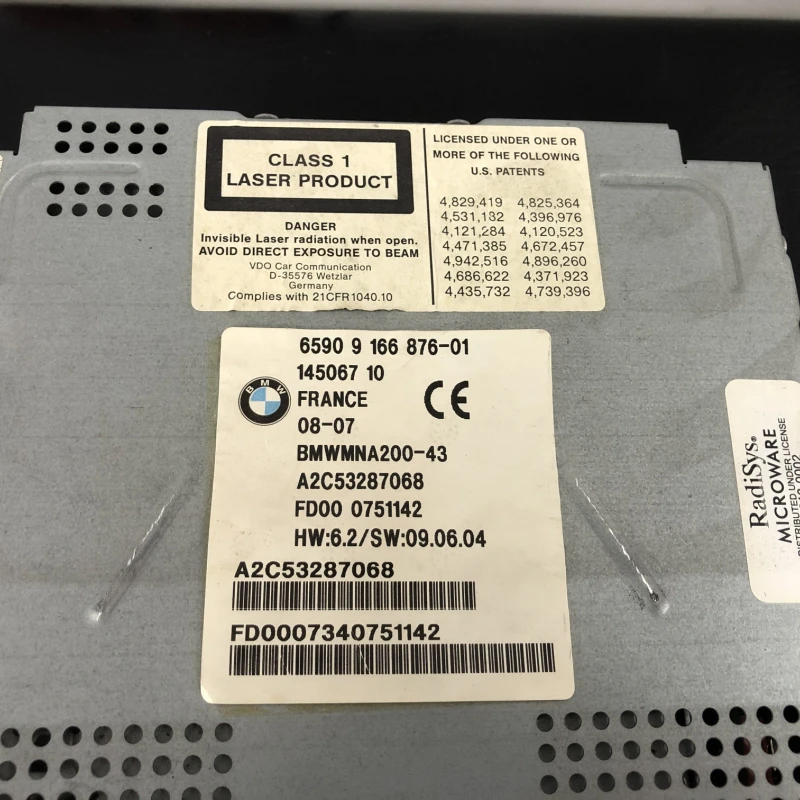 CLASS 1
LASER PRODUCT
DANGER
Invisible Laser radiation when open.
AVOID DIRECT EXPOSURE TO BEAM
VDO Car Communication
D-35576 Wetzlar
Germany
Complies with 21CFR1040.10
LICENSED UNDER ONE OR
MORE OF THE FOLLOWING
U.S. PATENTS
4,829,419 4,825,364
4,531,132 4,396,976
4,121,284 4,120,523
4,471,385 4,672,457
4,942,516 4,896,260
4,686,622 4,371,923
4,435,732 4,739,396
BMW
6590 9 166 876-01
145067 10
FRANCE
CE
08-07
BMWMNA200-43
A2C53287068
FD00 0751142
HW:6.2/SW:09.06.04
A2C53287068
FD0007340751142
RadiSys®
MICROWARE
DISTRIBUTED UNDER LICENSE